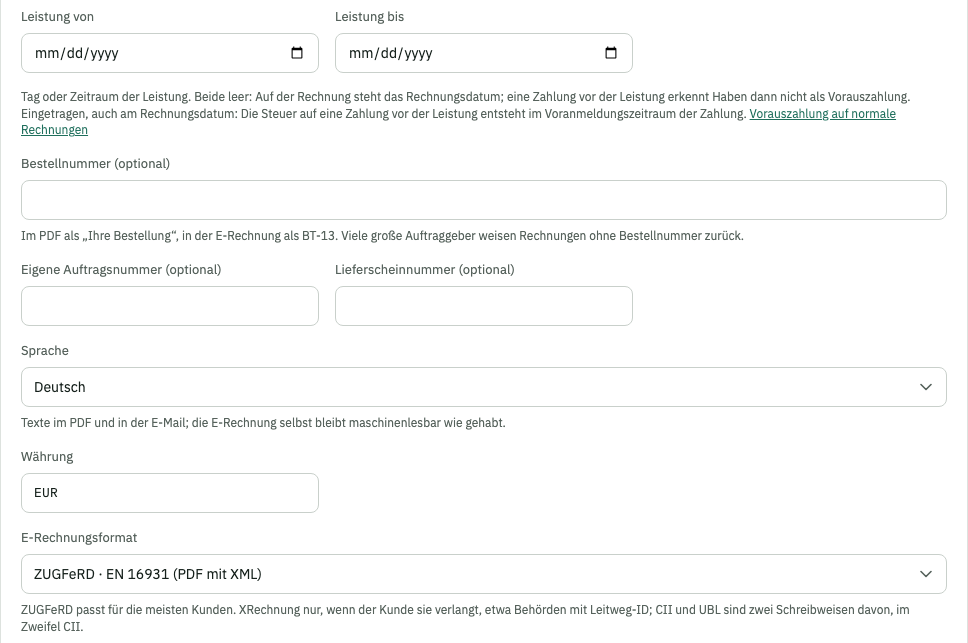 Leistung von
Leistung bis
mm/dd/yyyy
mm/dd/yyyy
Tag oder Zeitraum der Leistung. Beide leer: Auf der Rechnung steht das Rechnungsdatum; eine Zahlung vor der Leistung erkennt Haben dann nicht als Vorauszahlung.
Eingetragen, auch am Rechnungsdatum: Die Steuer auf eine Zahlung vor der Leistung entsteht im Voranmeldungszeitraum der Zahlung. Vorauszahlung auf normale
Rechnungen
Bestellnummer (optional)
Im PDF als „Ihre Bestellung“, in der E-Rechnung als BT-13. Viele große Auftraggeber weisen Rechnungen ohne Bestellnummer zurück.
Eigene Auftragsnummer (optional)
Lieferscheinnummer (optional)
Sprache
Deutsch
Texte im PDF und in der E-Mail; die E-Rechnung selbst bleibt maschinenlesbar wie gehabt.
Währung
EUR
E-Rechnungsformat
ZUGFeRD · EN 16931 (PDF mit XML)
ZUGFeRD passt für die meisten Kunden. XRechnung nur, wenn der Kunde sie verlangt, etwa Behörden mit Leitweg-ID; CII und UBL sind zwei Schreibweisen davon, im
Zweifel CII.